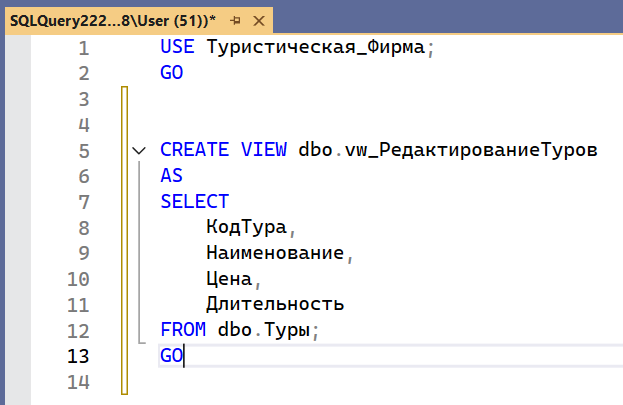 SQLQuery222...8\User (51))*
1 USE Туристическая_Фирма;
2 GO
3
4
5 CREATE VIEW dbo.vw_РедактированиеТуров
6 AS
7 SELECT
8 КодТура,
9 Наименование,
10 Цена,
11 Длительность
12 FROM dbo.Туры;
13 GO
14